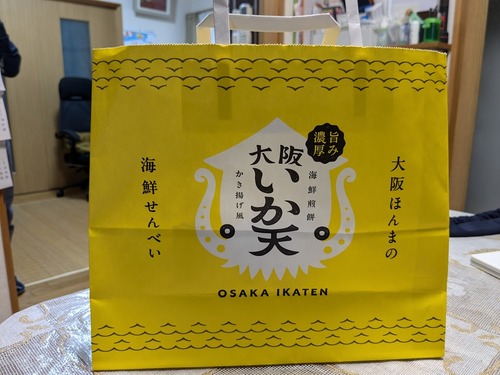 大阪ほんまの
旨み
濃厚
大阪
いか天
海鮮煎餅
かき揚げ風
海鮮せんべい
OSAKA IKATEN